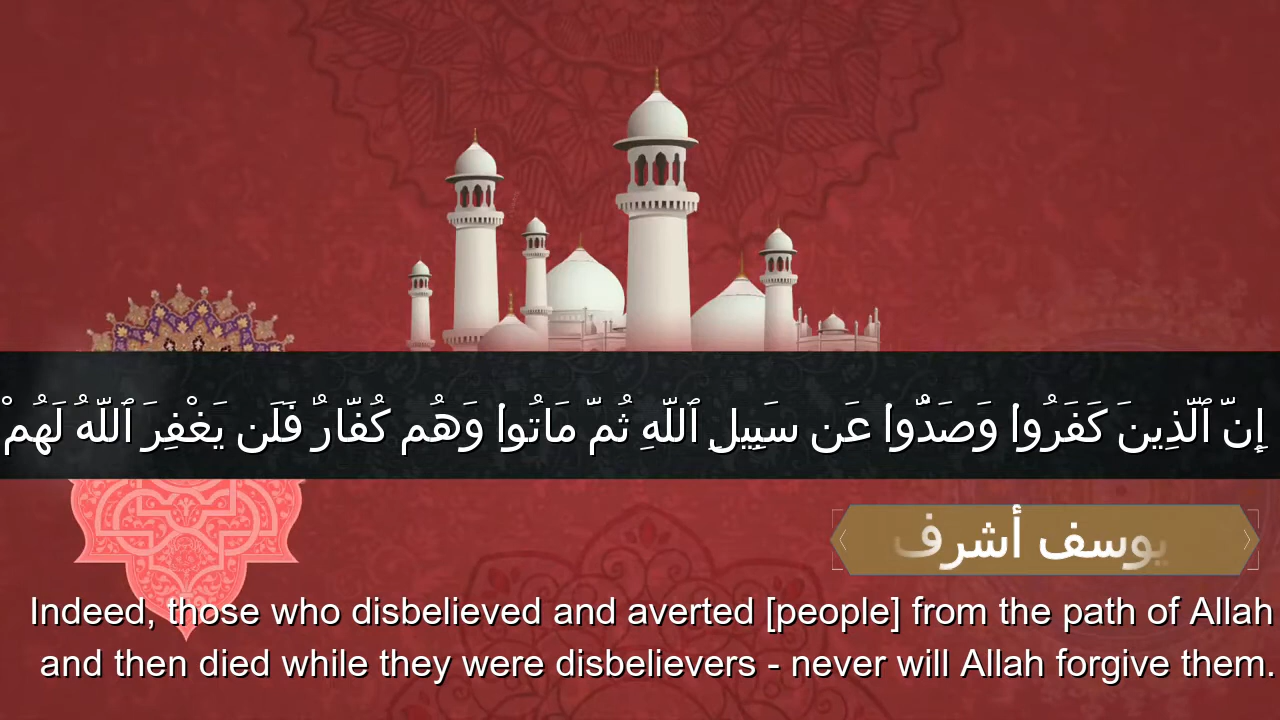 إِنَّ ٱلَّذِينَ كَفَرُوا۟ وَصَدُّوا۟ عَن سَبِيلِ ٱللَّهِ ثُمَّ مَاتُوا۟ وَهُم كُفَّارٌ فَلَن يَغْفِرَ ٱللَّهُ لَهُمْ
يوسف أشرف
Indeed, those who disbelieved and averted [people] from the path of Allah
and then died while they were disbelievers - never will Allah forgive them.